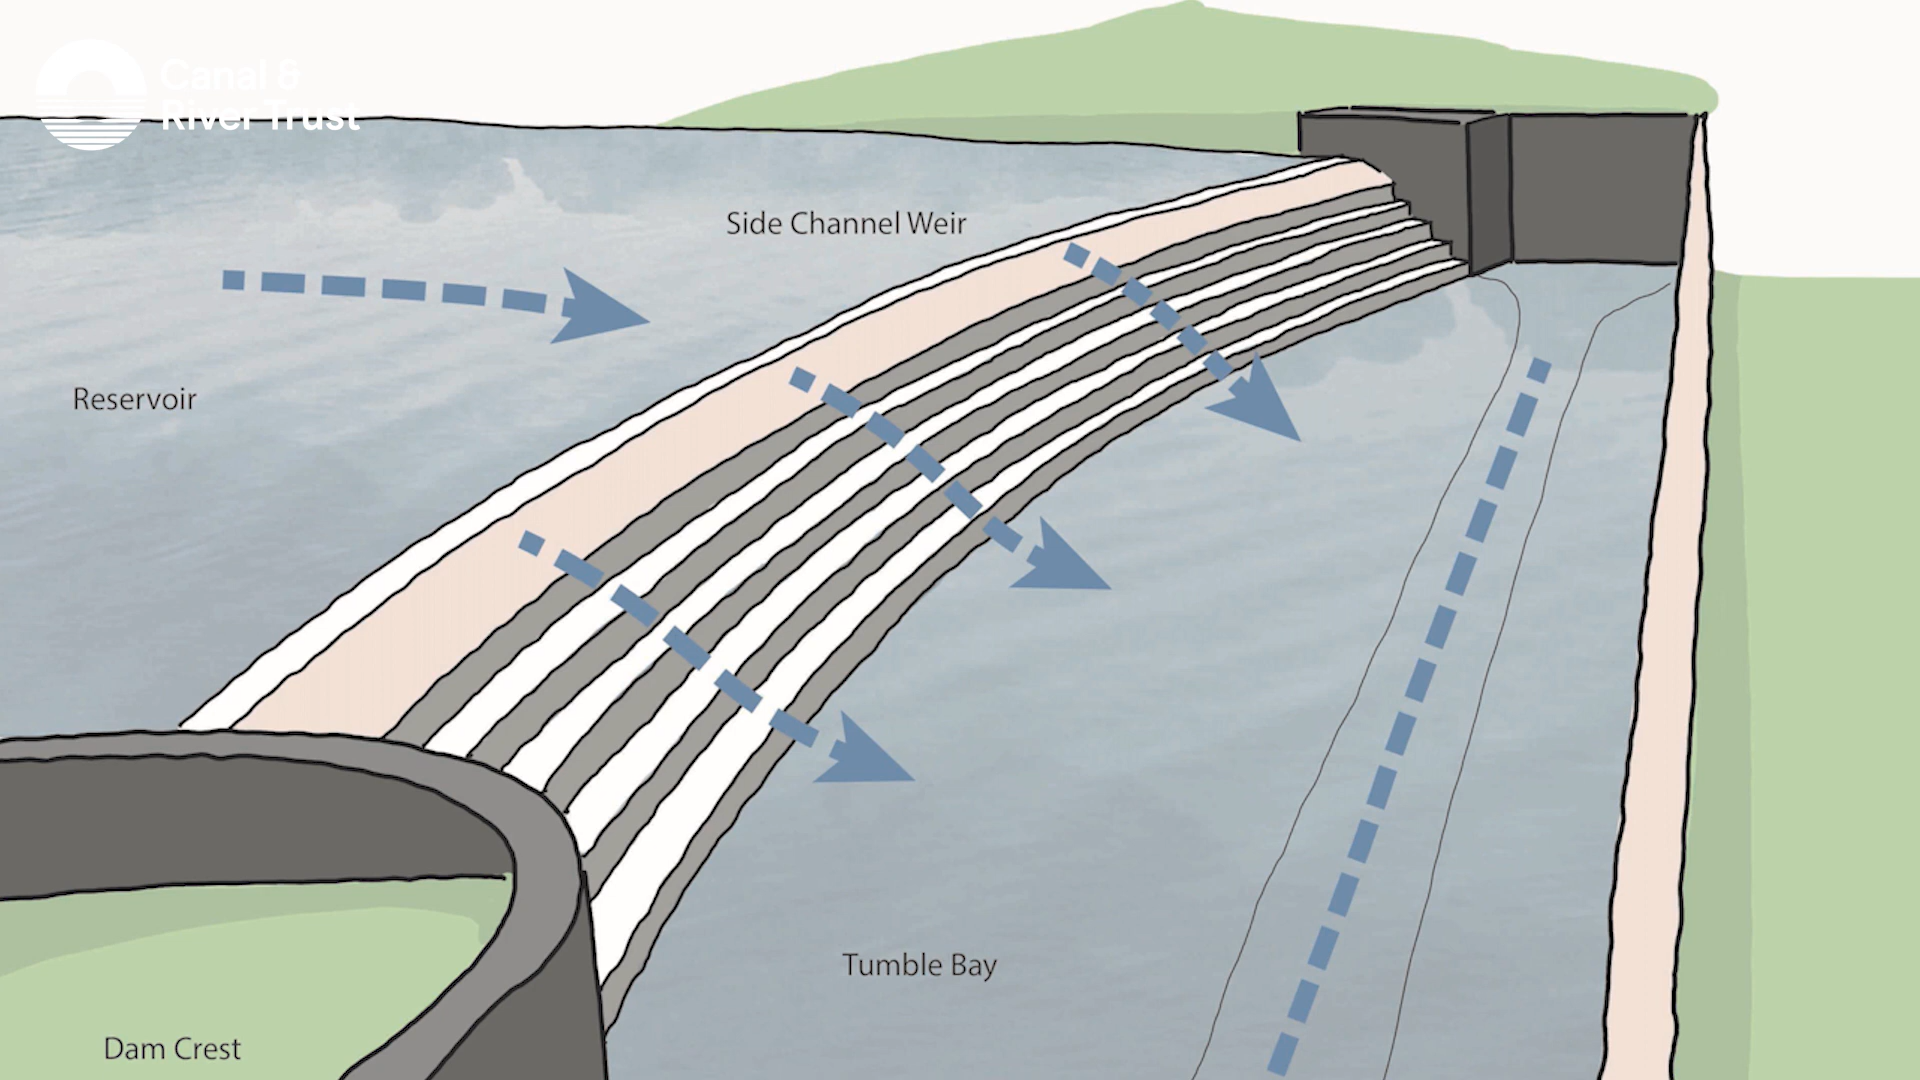 Canal &
River Trust
Side Channel Weir
Reservoir
Tumble Bay
Dam Crest